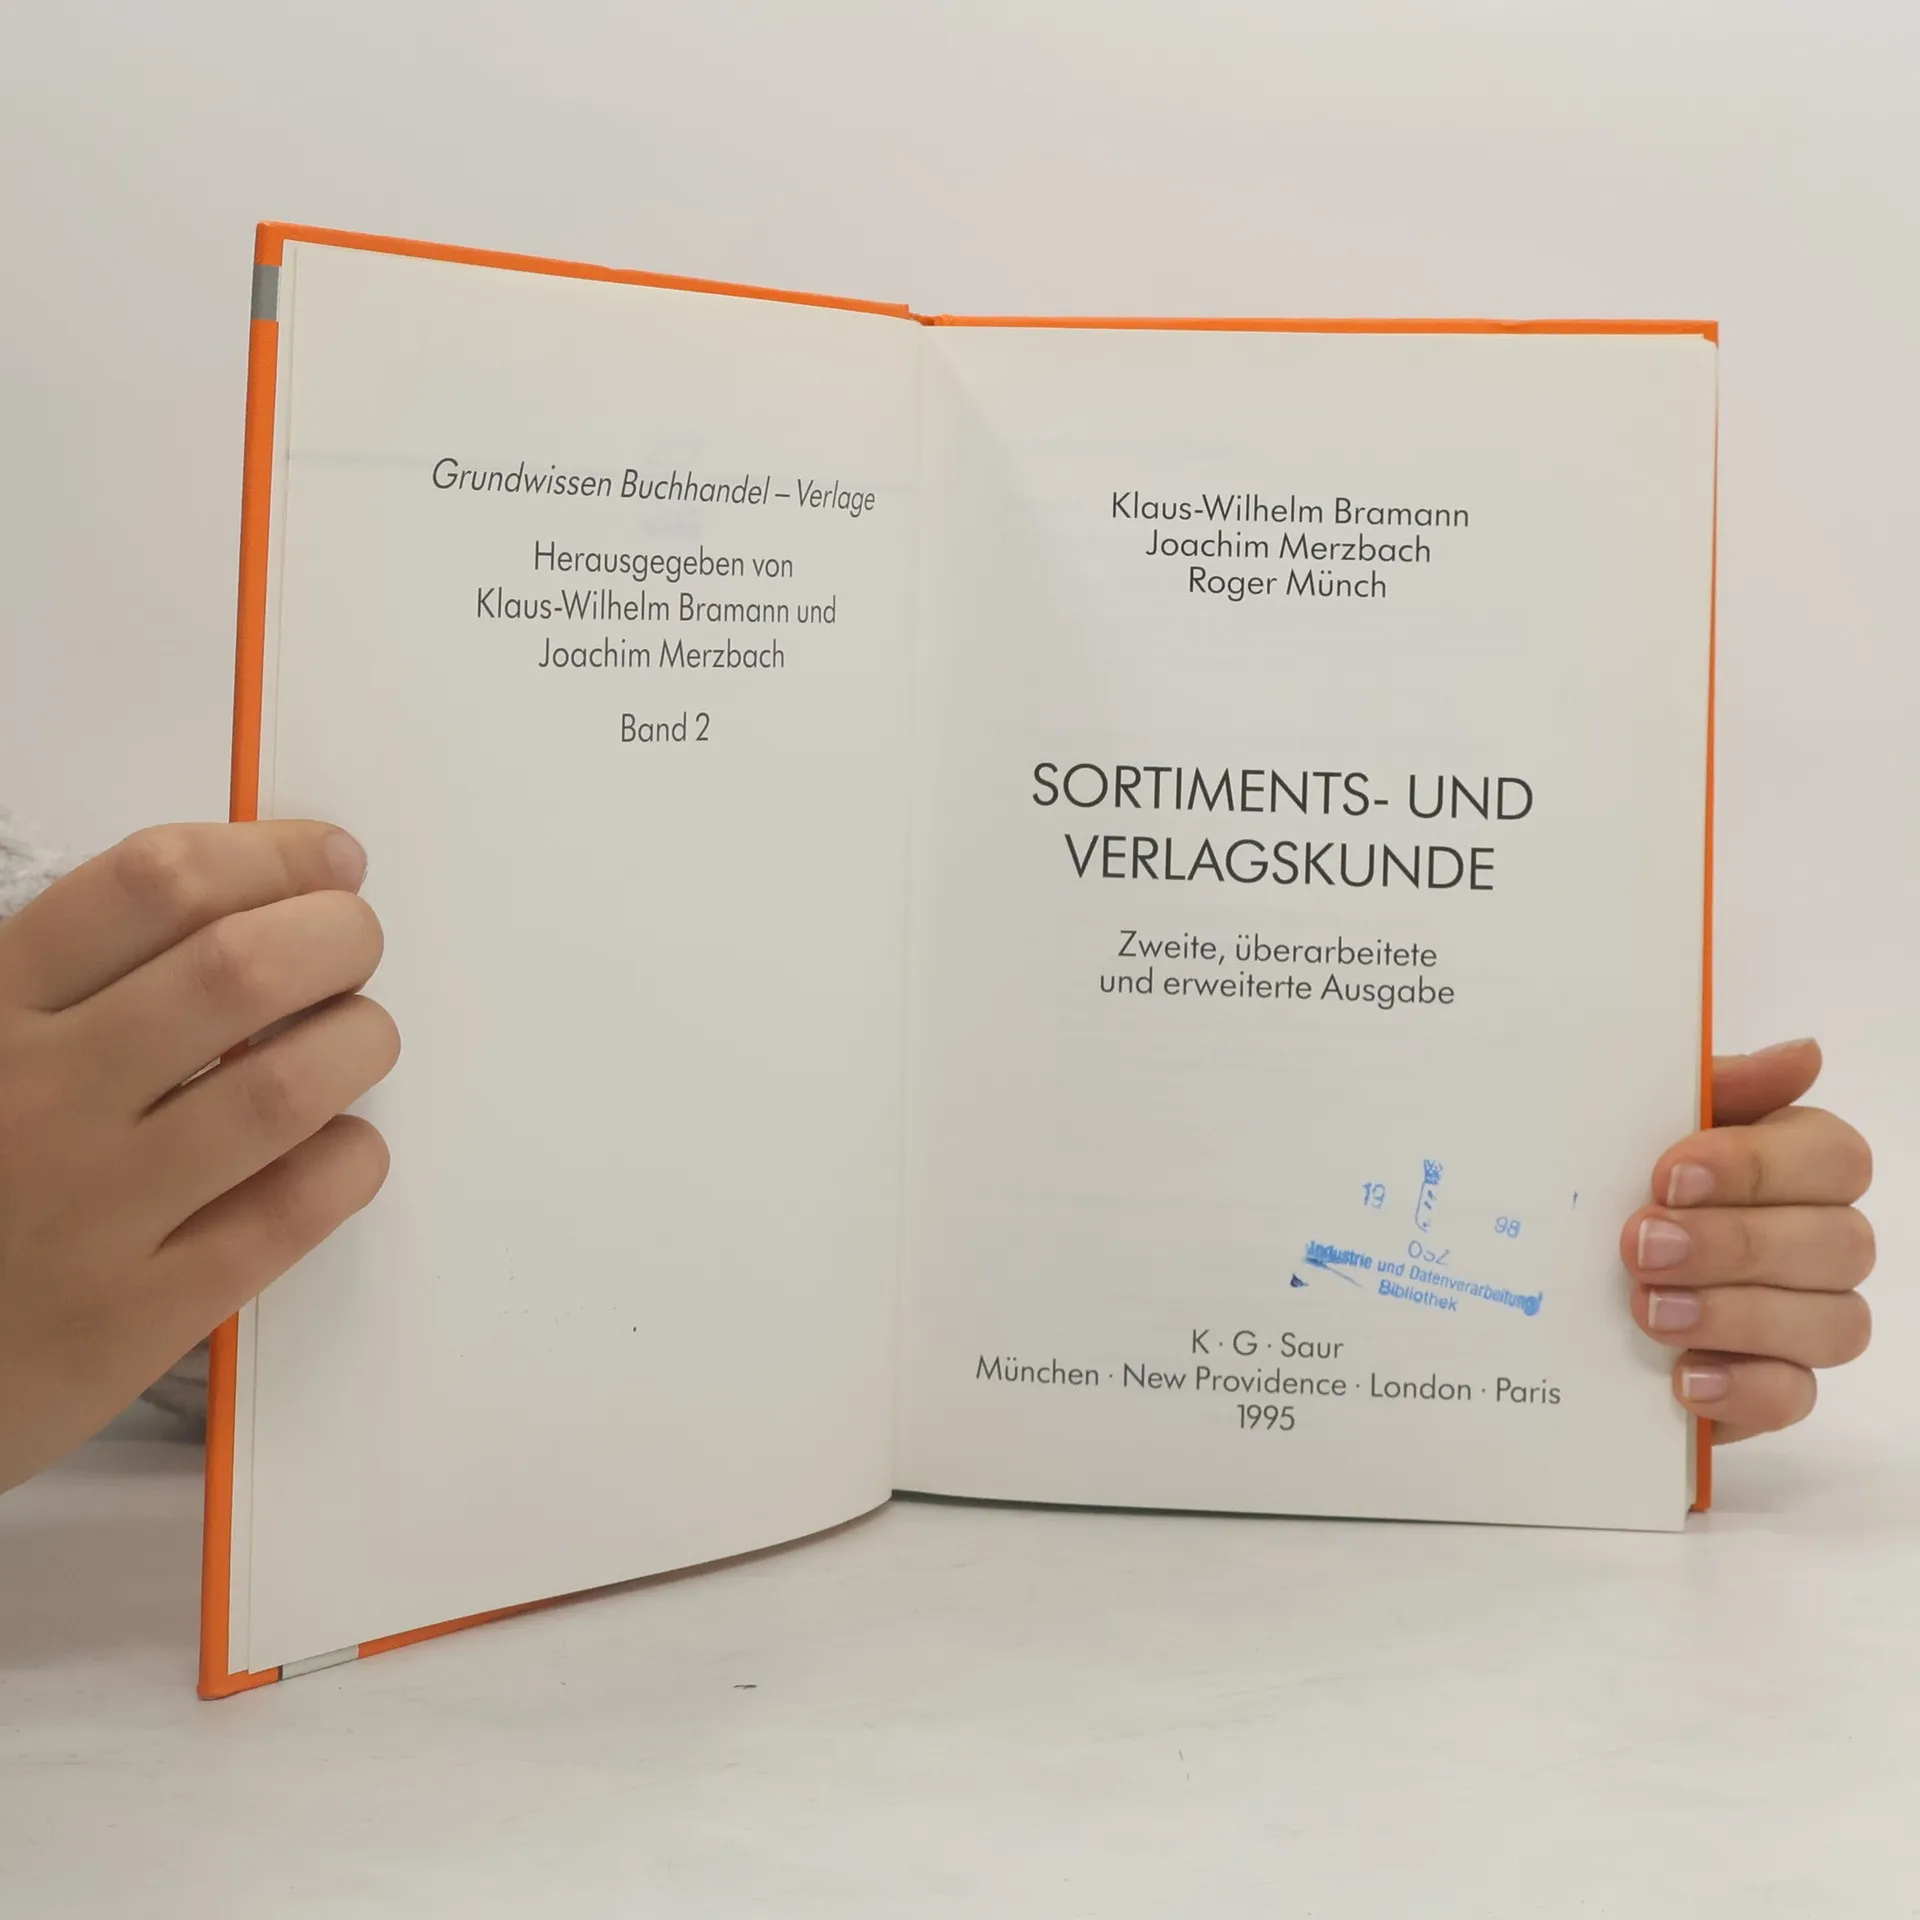 Grundwissen Buchhandel – Verlage
Herausgegeben von
Klaus-Wilhelm Bramann und
Joachim Merzbach
Band 2
Klaus-Wilhelm Bramann
Joachim Merzbach
Roger Münch
SORTIMENTS- UND
VERLAGSKUNDE
Zweite, überarbeitete
und erweiterte Ausgabe
19 98
OSZ
Industrie und Datenverarbeitung
Bibliothek
K · G · Saur
München · New Providence · London · Paris
1995